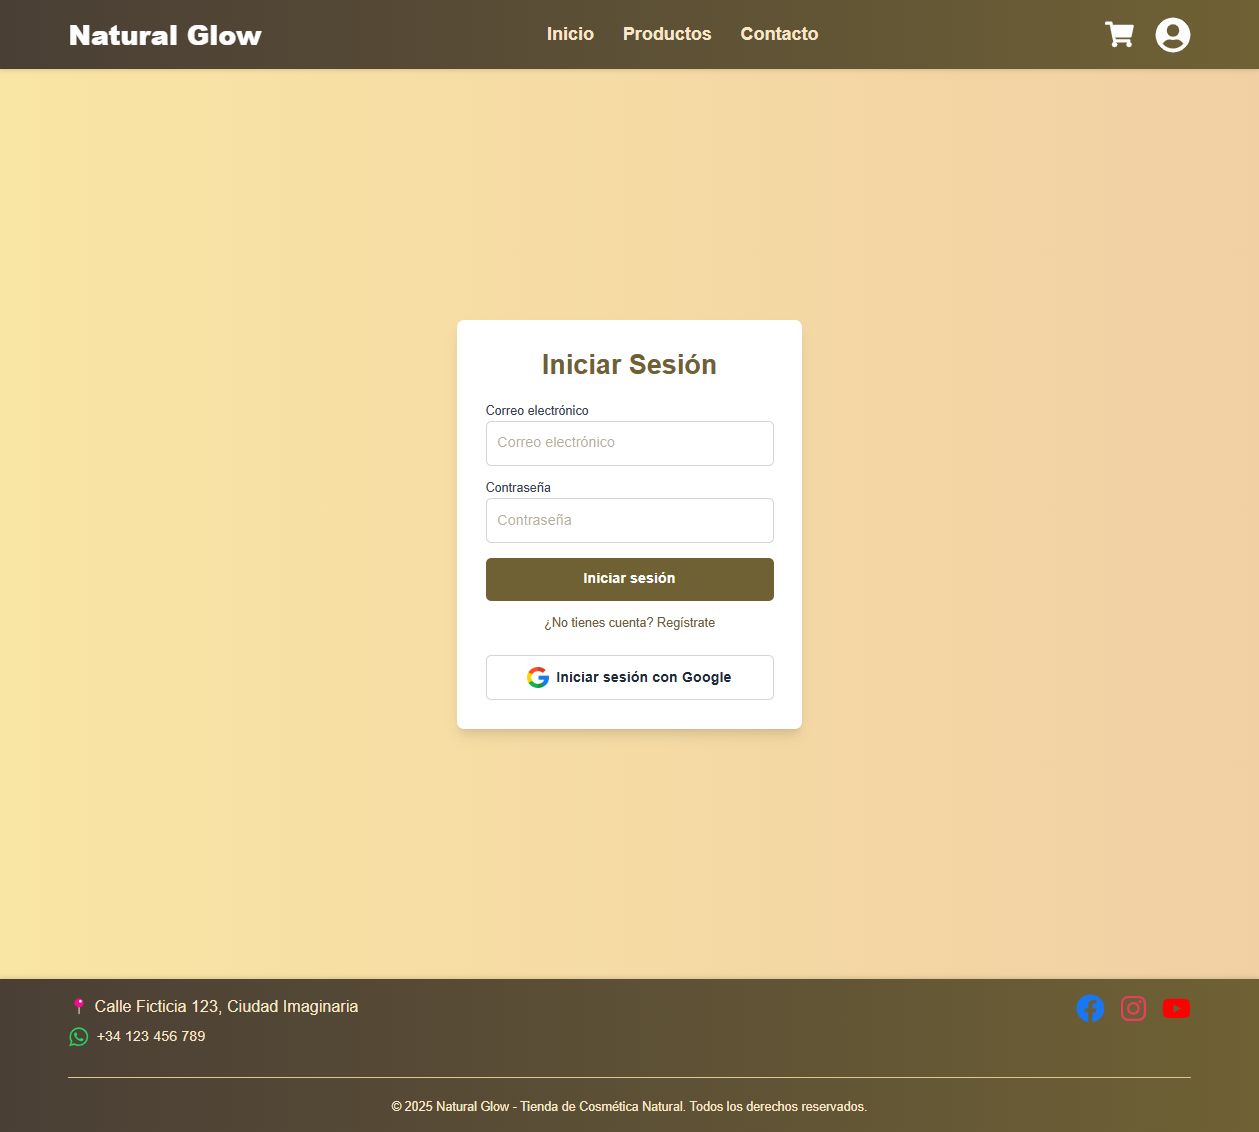 Natural Glow
Inicio Productos Contacto
Iniciar Sesión
Correo electrónico
Correo electrónico
Contraseña
Contraseña
Iniciar sesión
¿No tienes cuenta? Regístrate
Iniciar sesión con Google
Calle Ficticia 123, Ciudad Imaginaria
+34 123 456 789
© 2025 Natural Glow - Tienda de Cosmética Natural. Todos los derechos reservados.